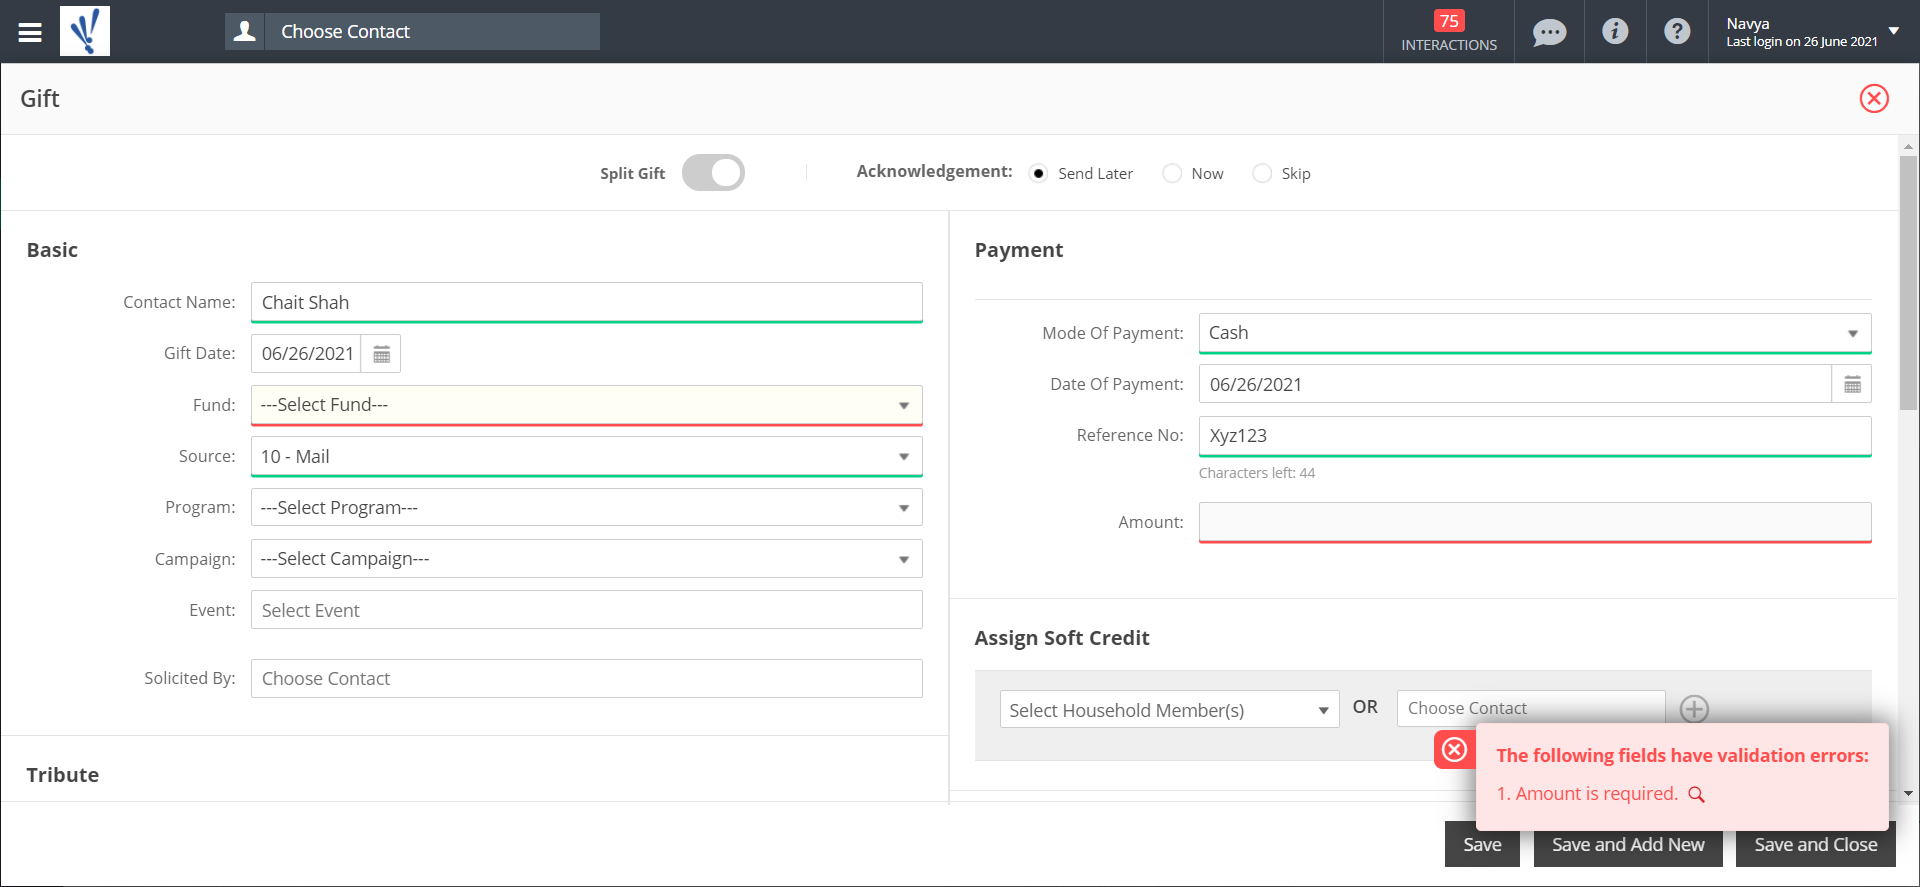 Choose Contact
75
INTERACTIONS
Navya
Last login on 26 June 2021
Gift
Split Gift
Acknowledgement:
Send Later
Now
Skip
Basic
Contact Name:
Chait Shah
Gift Date:
06/26/2021
Fund:
---Select Fund---
Source:
10 - Mail
Program:
---Select Program---
Campaign:
---Select Campaign---
Event:
Select Event
Solicited By:
Choose Contact
Tribute
Payment
Mode Of Payment:
Cash
Date Of Payment:
06/26/2021
Reference No:
Xyz123
Characters left: 44
Amount:
Assign Soft Credit
Select Household Member(s)
OR
Choose Contact
The following fields have validation errors:
1. Amount is required.
Save
Save and Add New
Save and Close